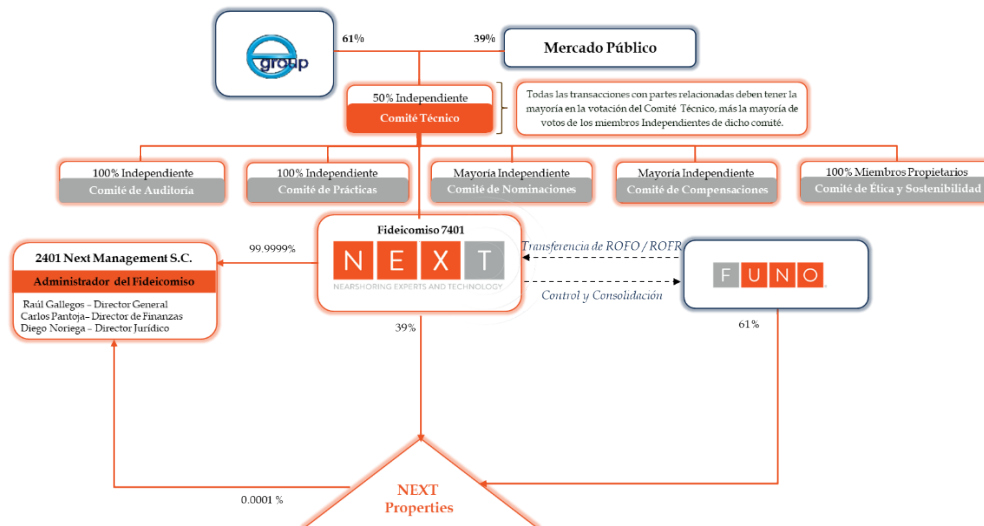 e group
61%
39%
Mercado Público
50% Independiente
Comité Técnico
Todas las transacciones con partes relacionadas deben tener la
mayoría en la votación del Comité Técnico, más la mayoría de
votos de los miembros Independientes de dicho comité.
100% Independiente
Comité de Auditoría
100% Independiente
Comité de Prácticas
Mayoría Independiente
Comité de Nominaciones
Mayoría Independiente
Comité de Compensaciones
100% Miembros Propietarios
Comité de Ética y Sostenibilidad
2401 Next Management S.C.
Administrador del Fideicomiso
Raúl Gallegos – Director General
Carlos Pantoja– Director de Finanzas
Diego Noriega – Director Jurídico
99.9999%
Fideicomiso 7401
NEXT
NEARSHORING EXPERTS AND TECHNOLOGY
Transferencia de ROFO / ROFR
Control y Consolidación
FUNO
39%
61%
0.0001 %
NEXT
Properties